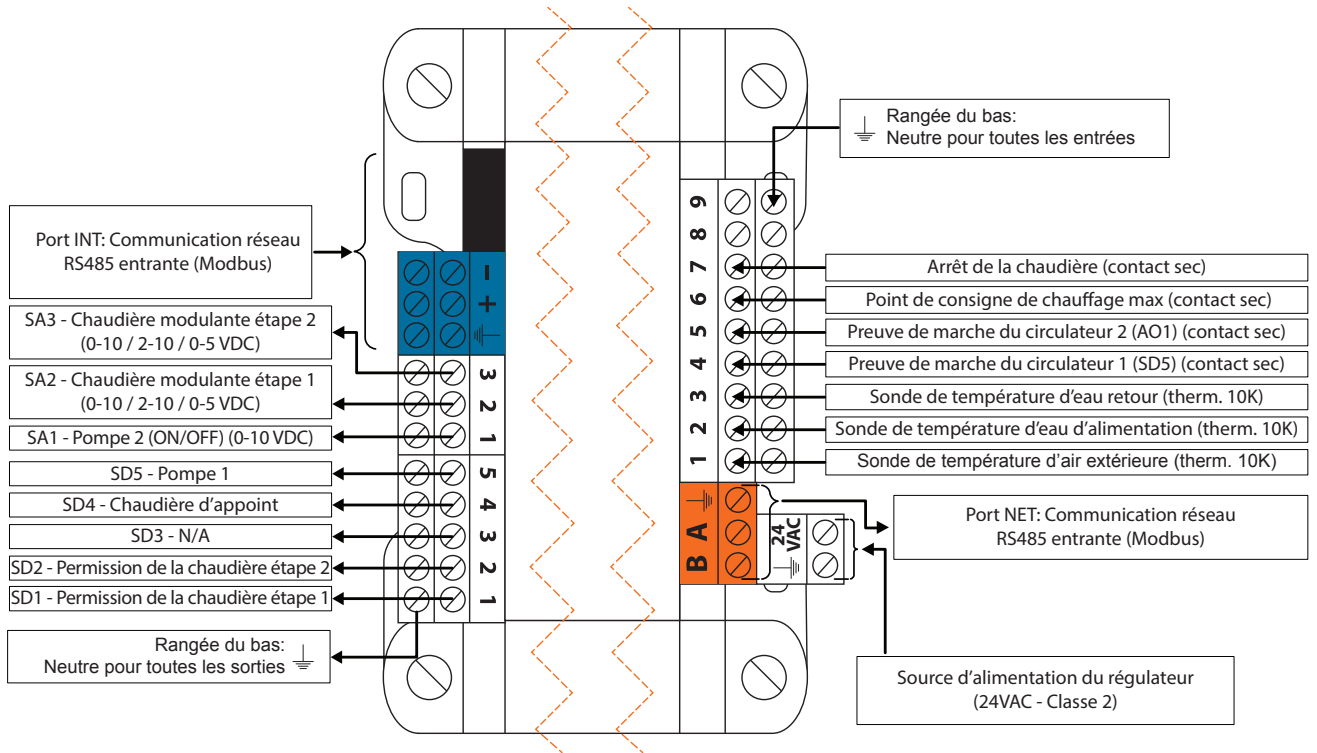 Rangée du bas:
Neutre pour toutes les entrées
Port INT: Communication réseau
RS485 entrante (Modbus)
SA3 - Chaudière modulante étape 2
(0-10 / 2-10 / 0-5 VDC)
SA2 - Chaudière modulante étape 1
(0-10 / 2-10 / 0-5 VDC)
SA1 - Pompe 2 (ON/OFF) (0-10 VDC)
SD5 - Pompe 1
SD4 - Chaudière d'appoint
SD3 - N/A
SD2 - Permission de la chaudière étape 2
SD1 - Permission de la chaudière étape 1
Rangée du bas:
Neutre pour toutes les sorties
-
+
3
2
1
5
4
3
2
1
9
8
7
6
5
4
3
2
1
A
B
24
VAC
Arrêt de la chaudière (contact sec)
Point de consigne de chauffage max (contact sec)
Preuve de marche du circulateur 2 (AO1) (contact sec)
Preuve de marche du circulateur 1 (SD5) (contact sec)
Sonde de température d'eau retour (therm. 10K)
Sonde de température d'eau d'alimentation (therm. 10K)
Sonde de température d'air extérieure (therm. 10K)
Port NET: Communication réseau
RS485 entrante (Modbus)
Source d'alimentation du régulateur
(24VAC - Classe 2)